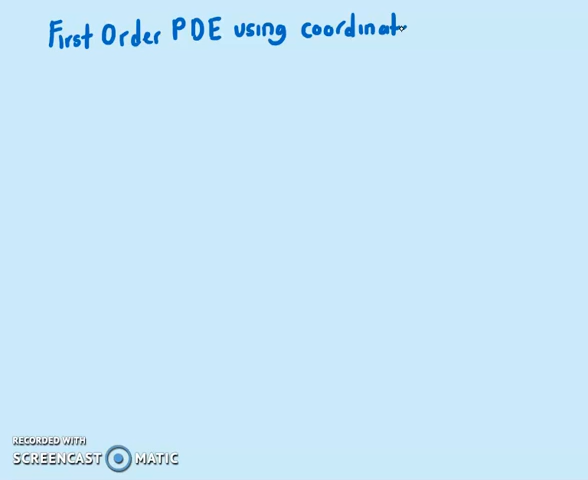 First Order PDE using coordinat
RECORDED WITH
SCREENCAST MATIC